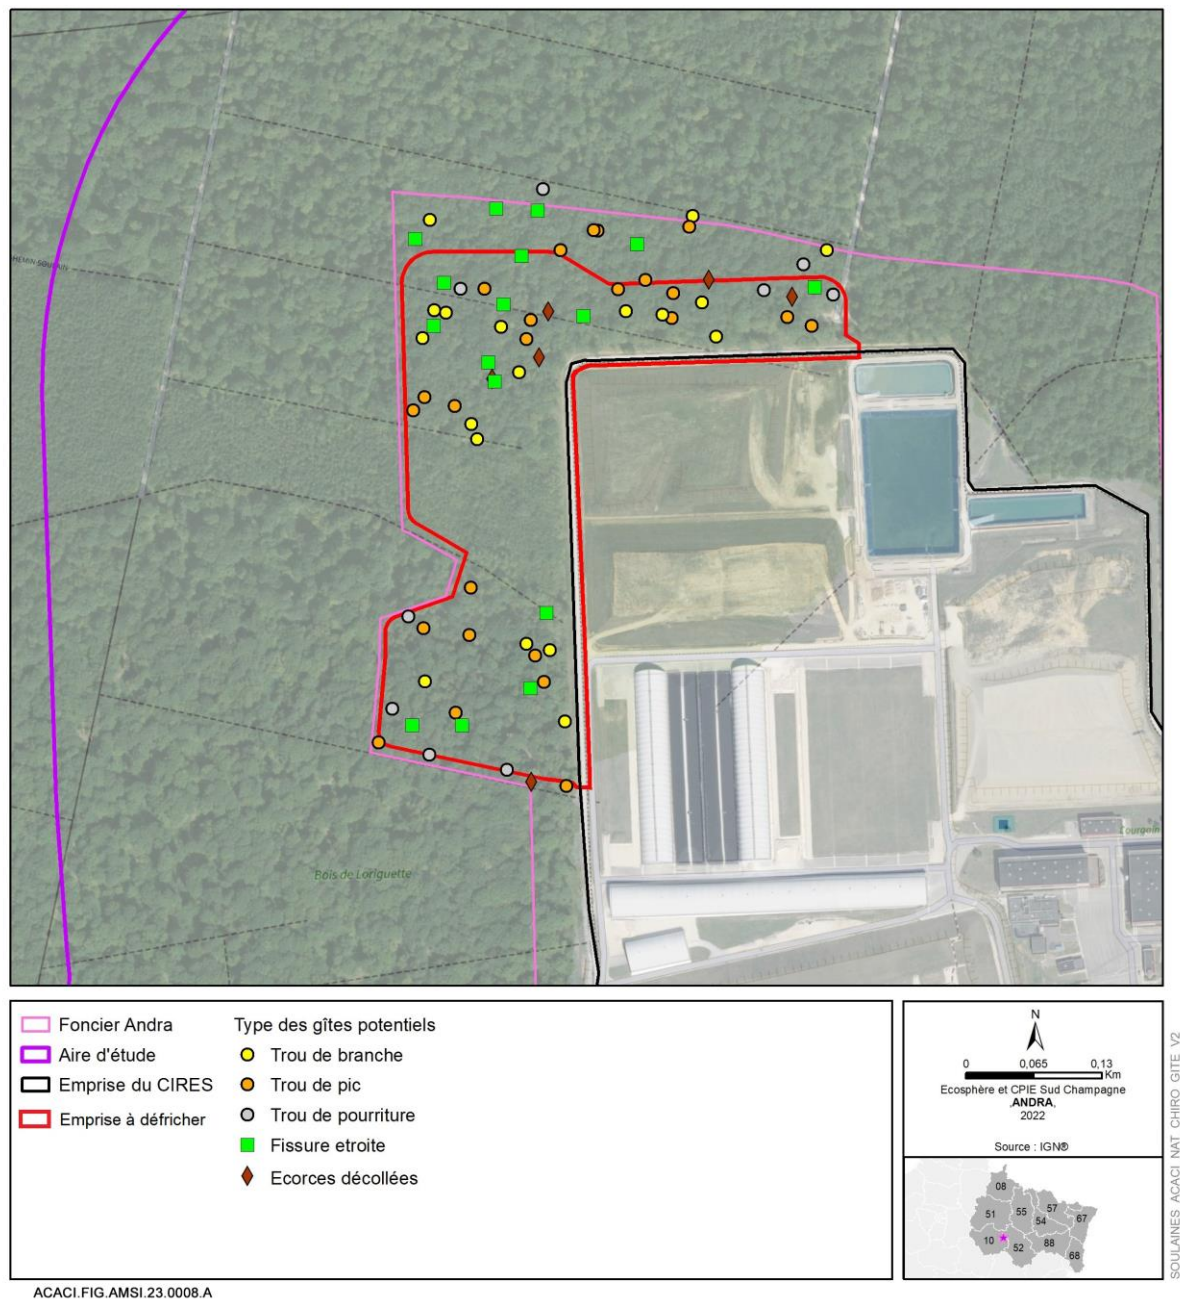 Bois de Loriguette
Foncier Andra
Aire d'étude
Emprise du CIRES
Emprise à défricher
Type des gîtes potentiels
Trou de branche
Trou de pic
Trou de pourriture
Fissure etroite
Ecorces décollées
N
0 0,065 0,13
Km
Ecosphère et CPIE Sud Champagne
ANDRA,
2022
Source : IGN®
08
51 55 57
54 67
10 52 88
68
SOULAINES ACACI NAT CHIRO GITE V2
ACACI.FIG.AMSI.23.0008.A